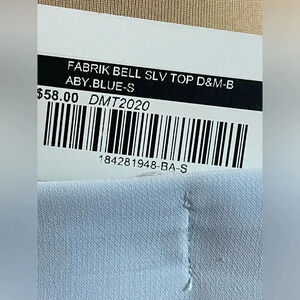 FABRIK BELL SLV TOP D&M-B
ABY.BLUE-S
$58.00 DMT2020
184281948-BA-S